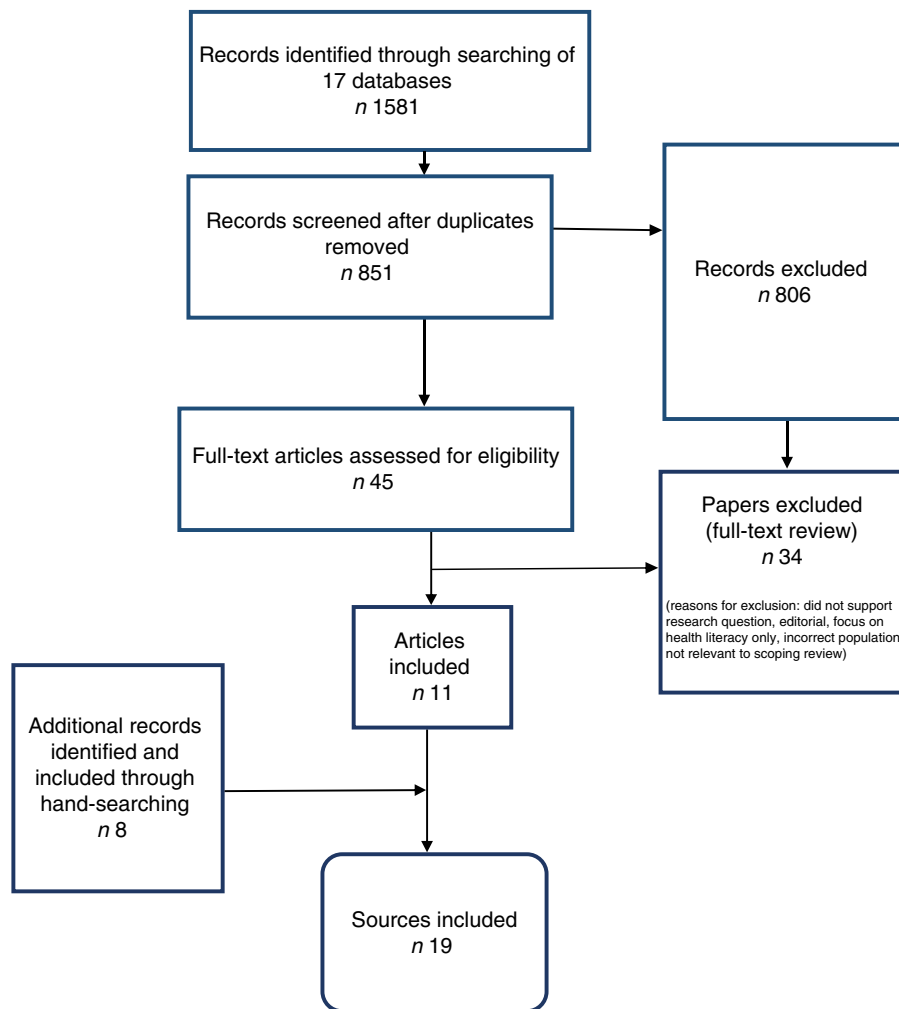 Records identified through searching of
17 databases
n 1581
Records screened after duplicates
removed
n 851
Records excluded
n 806
Full-text articles assessed for eligibility
n 45
Papers excluded
(full-text review)
n 34
(reasons for exclusion: did not support
research question, editorial, focus on
health literacy only, incorrect population
not relevant to scoping review)
Articles
included
n 11
Additional records
identified and
included through
hand-searching
n 8
Sources included
n 19